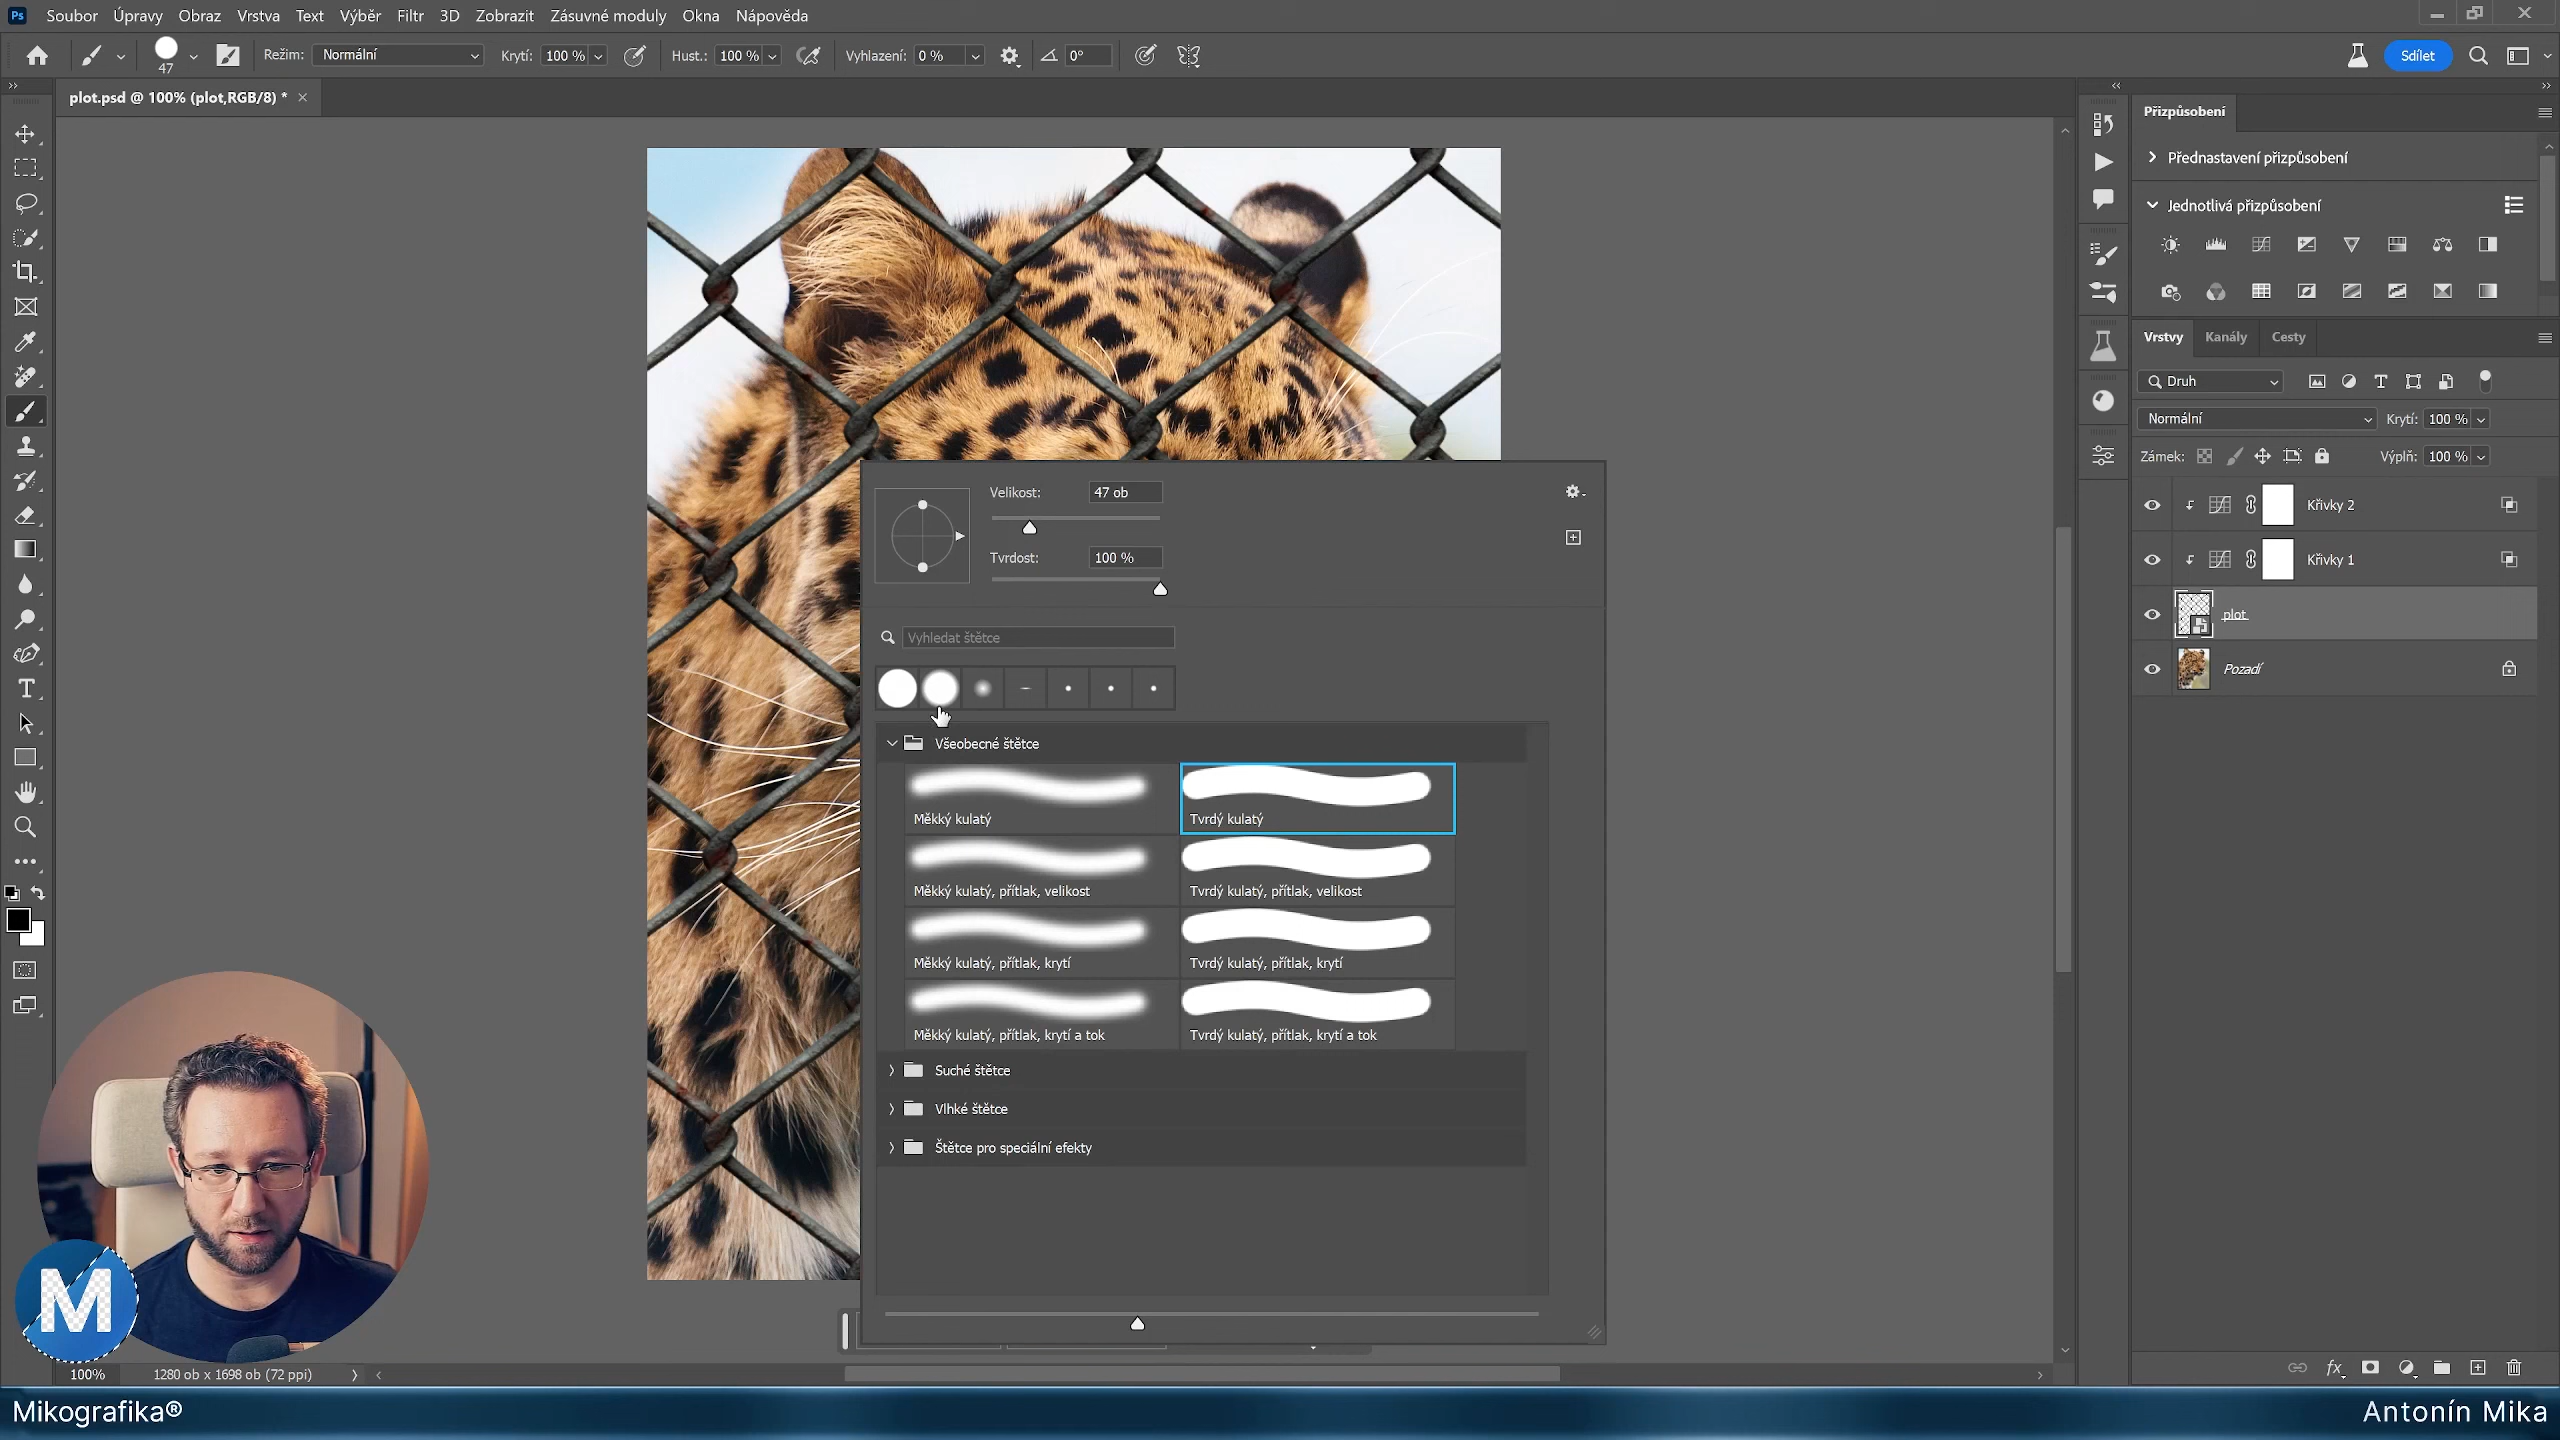 Ps Soubor Úpravy Obraz Vrstva Text Výběr Filtr 3D Zobrazit Zásuvné moduly Okna Nápověda
47 Režim: Normální Krytí: 100 % Hust.: 100 % Vyhlazení: 0 % 0° Sdílet
plot.psd @ 100% (plot,RGB/8) *
Přizpůsobení
Přednastavení přizpůsobení
Jednotlivá přizpůsobení
Vrstvy Kanály Cesty
Druh
Normální Krytí: 100 %
Zámek: Výplň: 100 %
Křivky 2
Křivky 1
plot
Pozadí
Velikost: 47 ob
Tvrdost: 100 %
Vyhledat štětce
Všeobecné štětce
Měkký kulatý Tvrdý kulatý
Měkký kulatý, přítlak, velikost Tvrdý kulatý, přítlak, velikost
Měkký kulatý, přítlak, krytí Tvrdý kulatý, přítlak, krytí
Měkký kulatý, přítlak, krytí a tok Tvrdý kulatý, přítlak, krytí a tok
Suché štětce
Vlhké štětce
Štětce pro speciální efekty
M
100% 1280 ob x 1698 ob (72 ppi)
fx
Mikografika® Antonín Mika